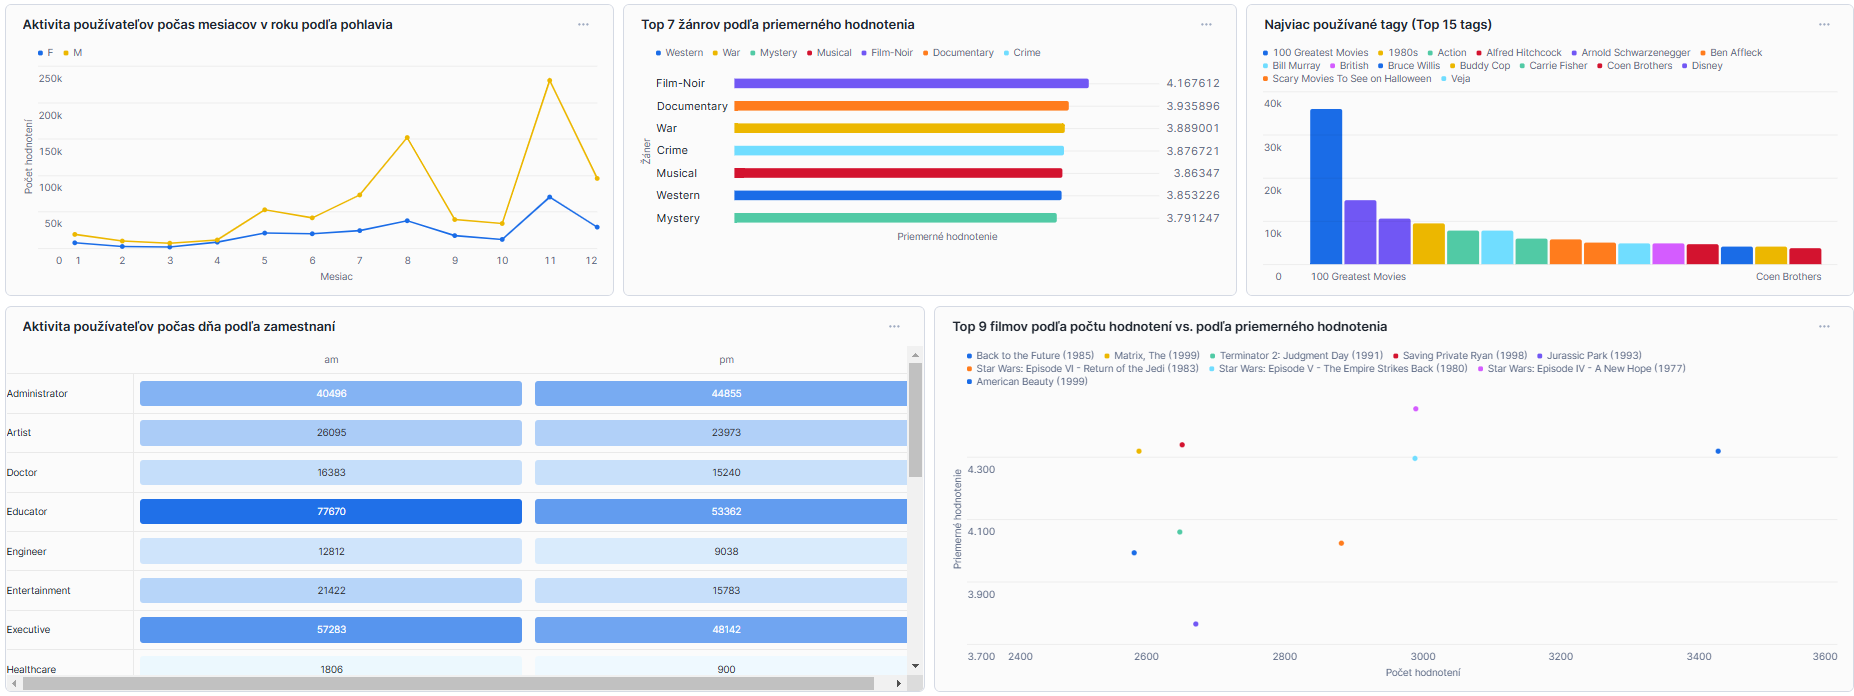 Aktivita používateľov počas mesiacov v roku podľa pohlavia
F M
250k
200k
150k
100k
50k
0 1 2 3 4 5 6 7 8 9 10 11 12
Počet hodnotení
Mesiac
Top 7 žánrov podľa priemerného hodnotenia
Western War Mystery Musical Film-Noir Documentary Crime
Žáner
Film-Noir 4.167612
Documentary 3.935896
War 3.889001
Crime 3.876721
Musical 3.86347
Western 3.853226
Mystery 3.791247
Priemerné hodnotenie
Najviac používané tagy (Top 15 tags)
100 Greatest Movies 1980s Action Alfred Hitchcock Arnold Schwarzenegger Ben Affleck
Bill Murray British Bruce Willis Buddy Cop Carrie Fisher Coen Brothers Disney
Scary Movies To See on Halloween Veja
40k
30k
20k
10k
0 100 Greatest Movies Coen Brothers
Aktivita používateľov počas dňa podľa zamestnaní
am pm
Administrator 40496 44855
Artist 26095 23973
Doctor 16383 15240
Educator 77670 53362
Engineer 12812 9038
Entertainment 21422 15783
Executive 57283 48142
Healthcare 1806 900
Top 9 filmov podľa počtu hodnotení vs. podľa priemerného hodnotenia
Back to the Future (1985) Matrix, The (1999) Terminator 2: Judgment Day (1991) Saving Private Ryan (1998) Jurassic Park (1993)
Star Wars: Episode VI - Return of the Jedi (1983) Star Wars: Episode V - The Empire Strikes Back (1980) Star Wars: Episode IV - A New Hope (1977)
American Beauty (1999)
Priemerné hodnotenie
4.300
4.100
3.900
3.700 2400 2600 2800 3000 3200 3400 3600
Počet hodnotení